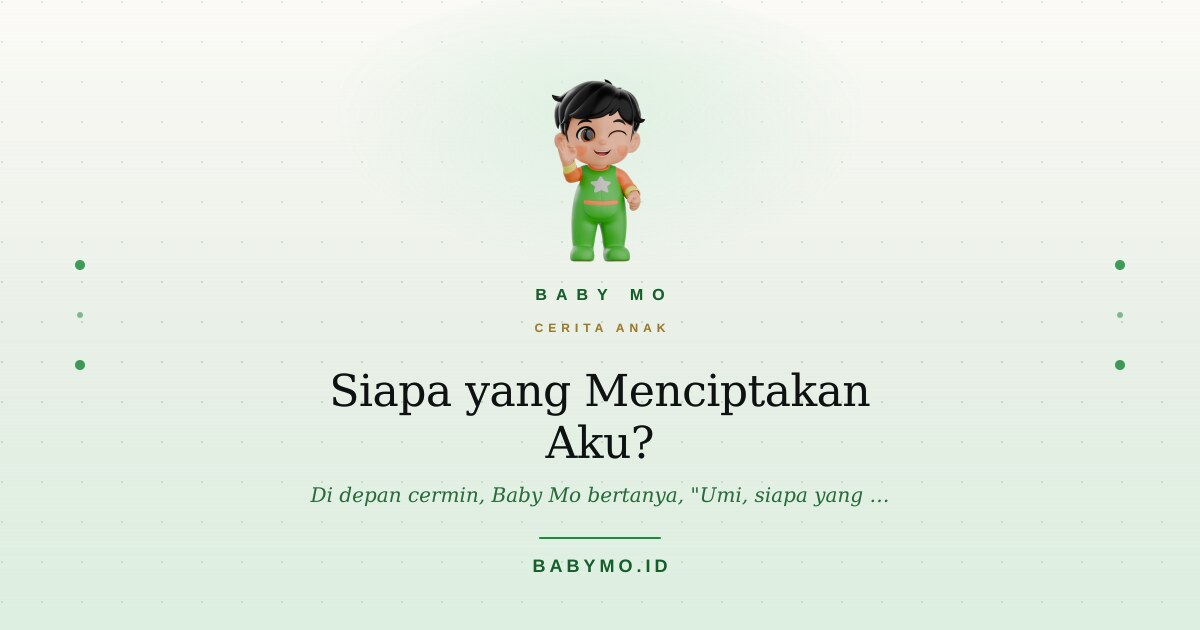 BABY MO
CERITA ANAK
Siapa yang Menciptakan
Aku?
Di depan cermin, Baby Mo bertanya, "Umi, siapa yang ...
BABYMO.ID